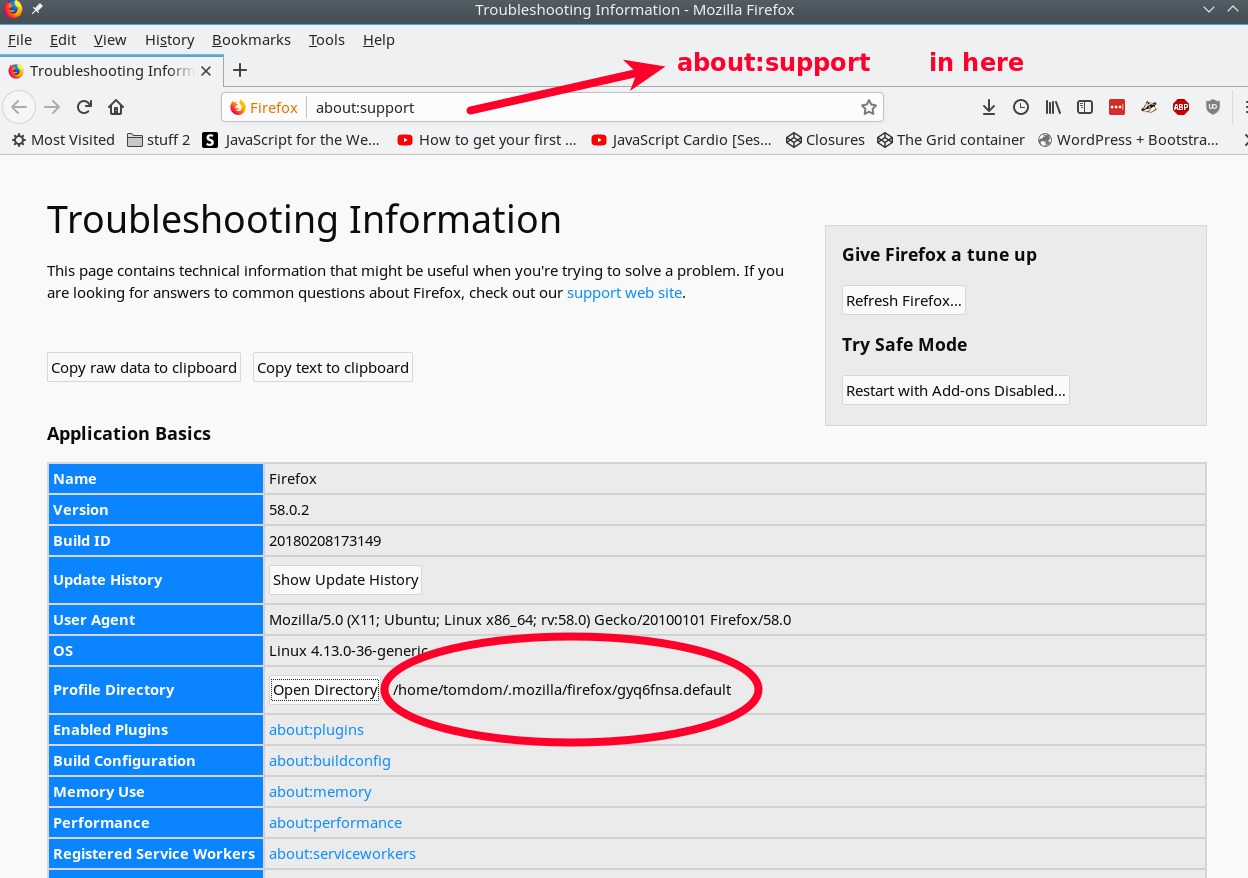 Troubleshooting Information - Mozilla Firefox
File Edit View History Bookmarks Tools Help
about:support in here
Troubleshooting Inform
Firefox about:support
ABP
UD
Most Visited stuff 2 S JavaScript for the We... How to get your first ... JavaScript Cardio [Ses... Closures The Grid container WordPress + Bootstra...
Troubleshooting Information
This page contains technical information that might be useful when you're trying to solve a problem. If you
are looking for answers to common questions about Firefox, check out our support web site.
Copy raw data to clipboard Copy text to clipboard
Give Firefox a tune up
Refresh Firefox...
Try Safe Mode
Restart with Add-ons Disabled...
Application Basics
Name Firefox
Version 58.0.2
Build ID 20180208173149
Update History Show Update History
User Agent Mozilla/5.0 (X11; Ubuntu; Linux x86_64; rv:58.0) Gecko/20100101 Firefox/58.0
OS Linux 4.13.0-36-generic
Profile Directory Open Directory /home/tomdom/.mozilla/firefox/gyq6fnsa.default
Enabled Plugins about:plugins
Build Configuration about:buildconfig
Memory Use about:memory
Performance about:performance
Registered Service Workers about:serviceworkers